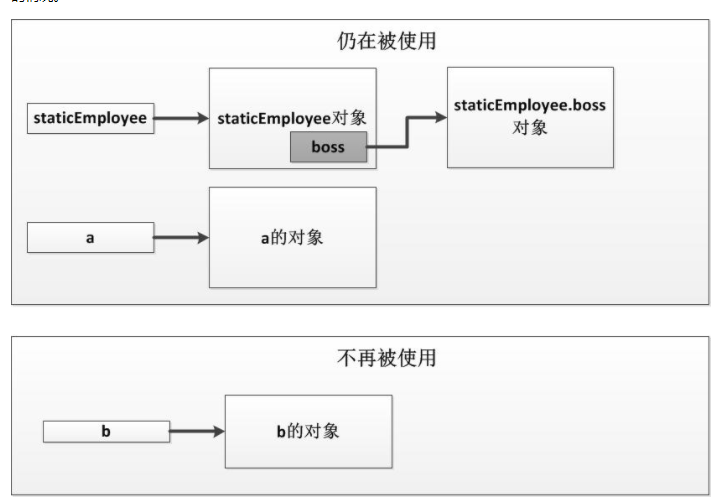 仍在被使用
staticEmployee
staticEmployee对象
boss
staticEmployee.boss
对象
a
a的对象
不再被使用
b
b的对象